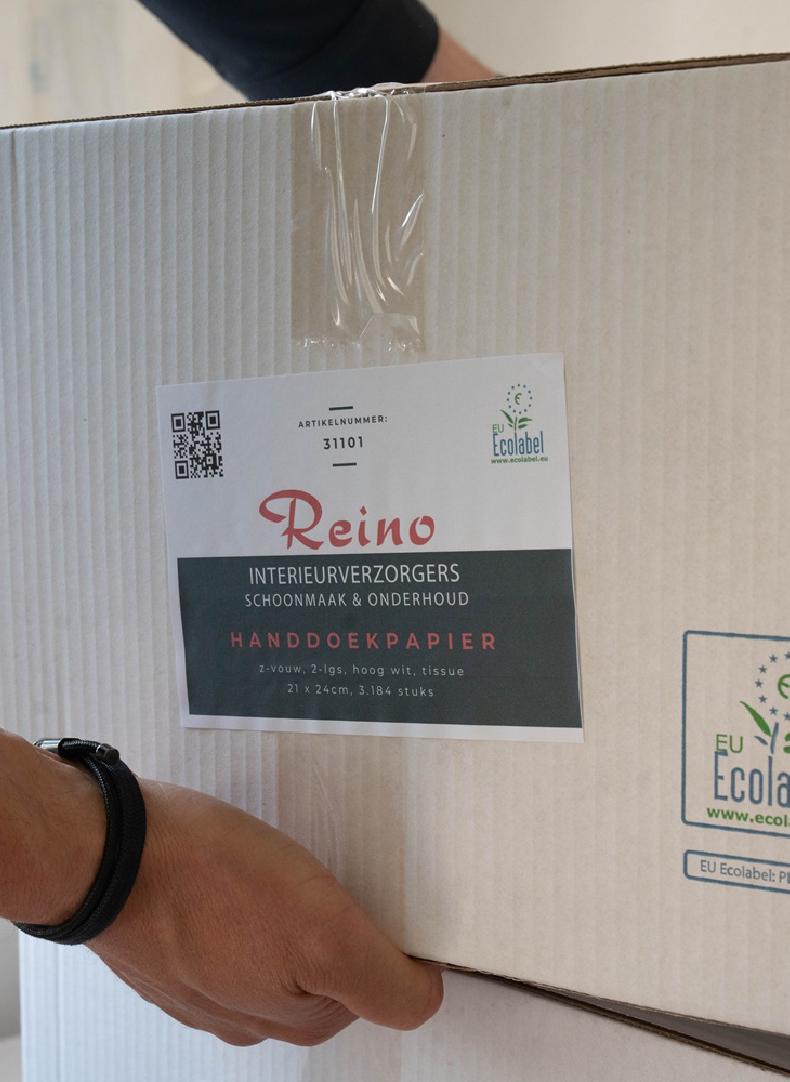 ARTIKELNUMMER:
31101
EU
Ecolabel
www.ecolabel.eu
Reino
INTERIEURVERZORGERS
SCHOONMAAK & ONDERHOUD
HANDDOEKPAPIER
z-vouw, 2-lgs, hoog wit, tissue
21 x 24cm, 3.184 stuks
EU
Ecola
www.ecol
EU Ecolabel: